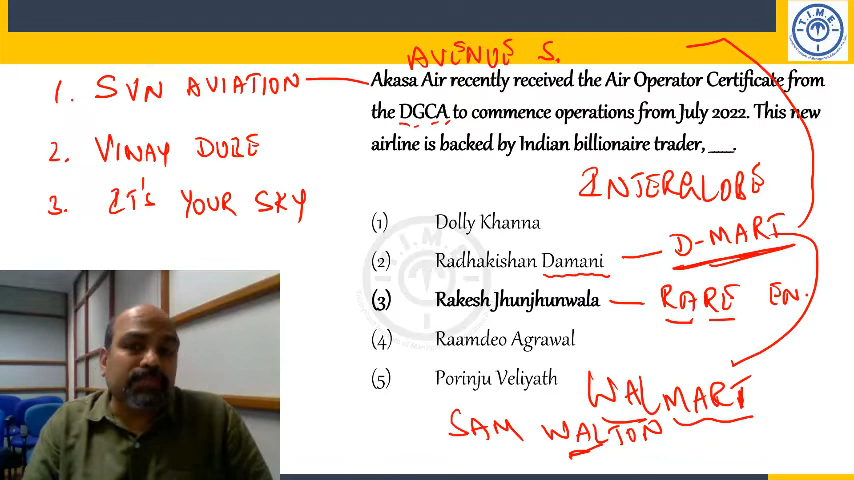 T.I.M.E.
AVENUE S.
1. SVN AVIATION
Akasa Air recently received the Air Operator Certificate from
the DGCA to commence operations from July 2022. This new
airline is backed by Indian billionaire trader, ___.
2. VINAY DUBE
3. IT'S YOUR SKY
INTERGLOBE
(1) Dolly Khanna
(2) Radhakishan Damani
D-MART
(3) Rakesh Jhunjhunwala
RARE EN.
(4) Raamdeo Agrawal
(5) Porinju Veliyath
WALMART
SAM WALTON